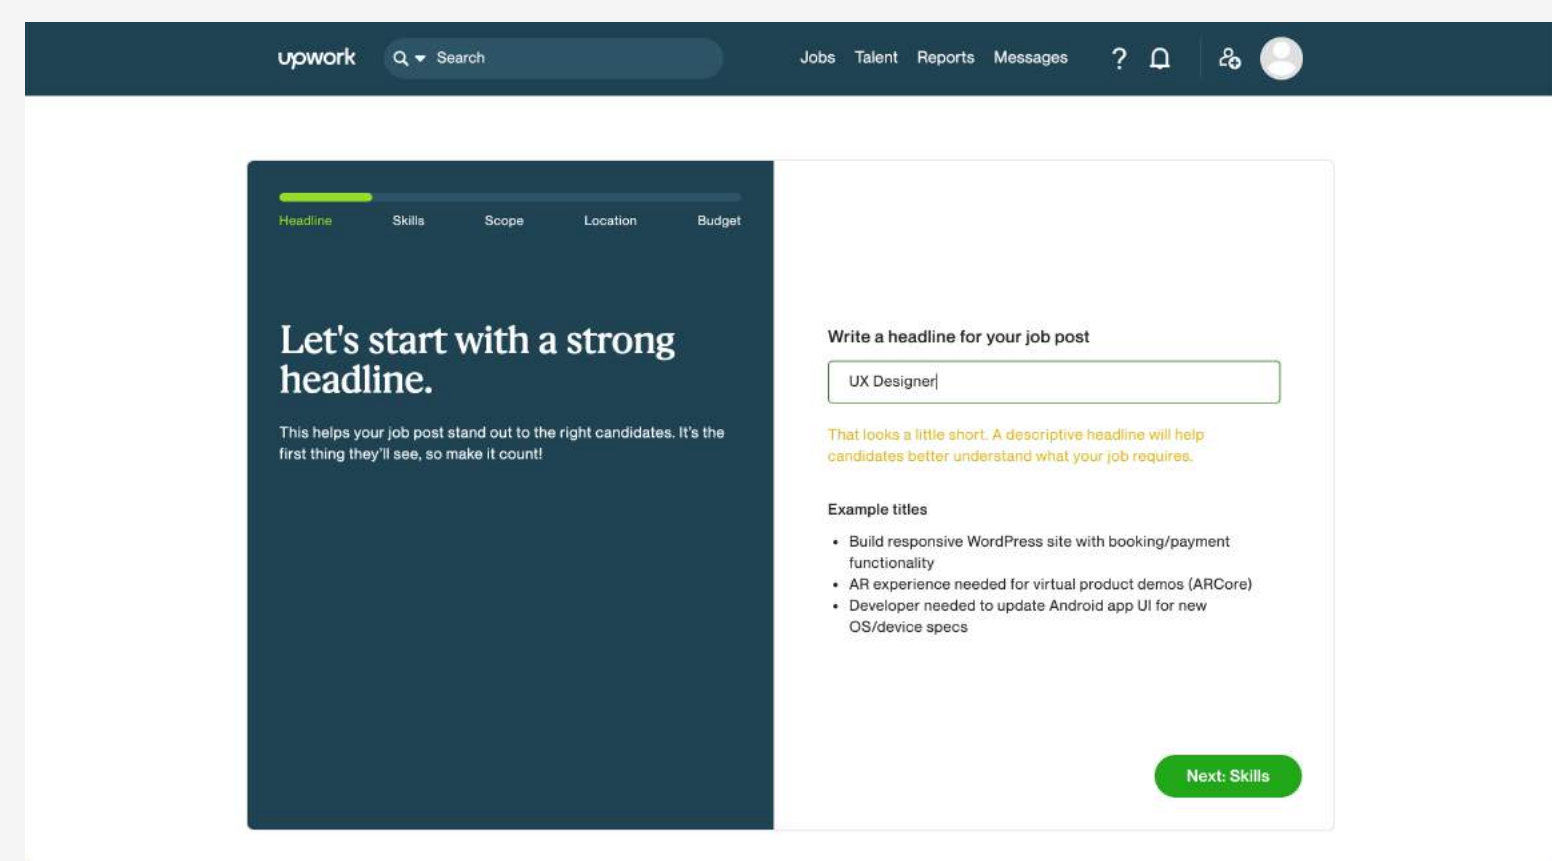 upwork
Search
Jobs Talent Reports Messages
?
Headline Skills Scope Location Budget
Let's start with a strong
headline.
This helps your job post stand out to the right candidates. It's the
first thing they'll see, so make it count!
Write a headline for your job post
UX Designer
That looks a little short. A descriptive headline will help
candidates better understand what your job requires.
Example titles
• Build responsive WordPress site with booking/payment
functionality
• AR experience needed for virtual product demos (ARCore)
• Developer needed to update Android app UI for new
OS/device specs
Next: Skills